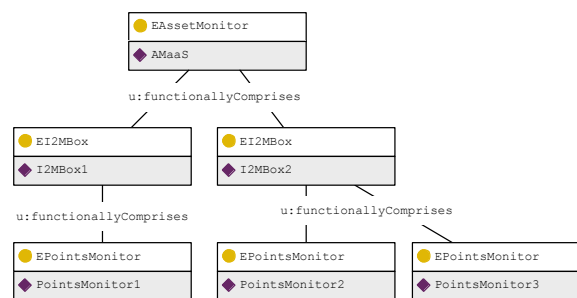 EAssetMonitor
AMaaS
u:functionallyComprises
EI2MBox
EI2MBox
I2MBox1
I2MBox2
u:functionallyComprises
u:functionallyComprises
EPointsMonitor
EPointsMonitor
EPointsMonitor
PointsMonitor1
PointsMonitor2
PointsMonitor3